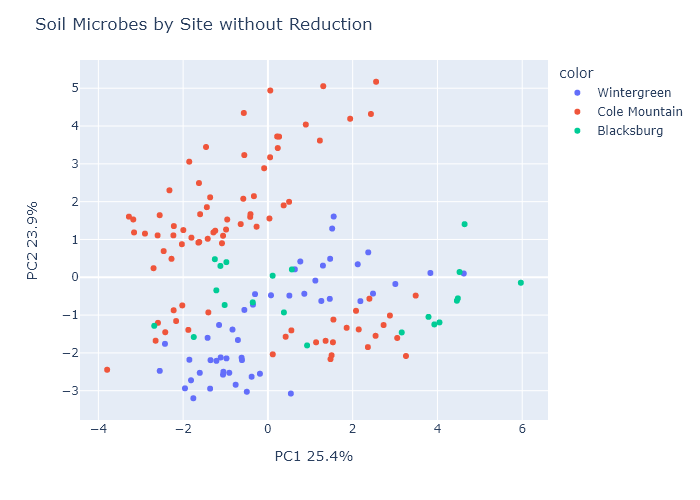 Soil Microbes by Site without Reduction
color
Wintergreen
Cole Mountain
Blacksburg
PC2 23.9%
5
4
3
2
1
0
−1
−2
−3
−4
−2
0
2
4
6
PC1 25.4%